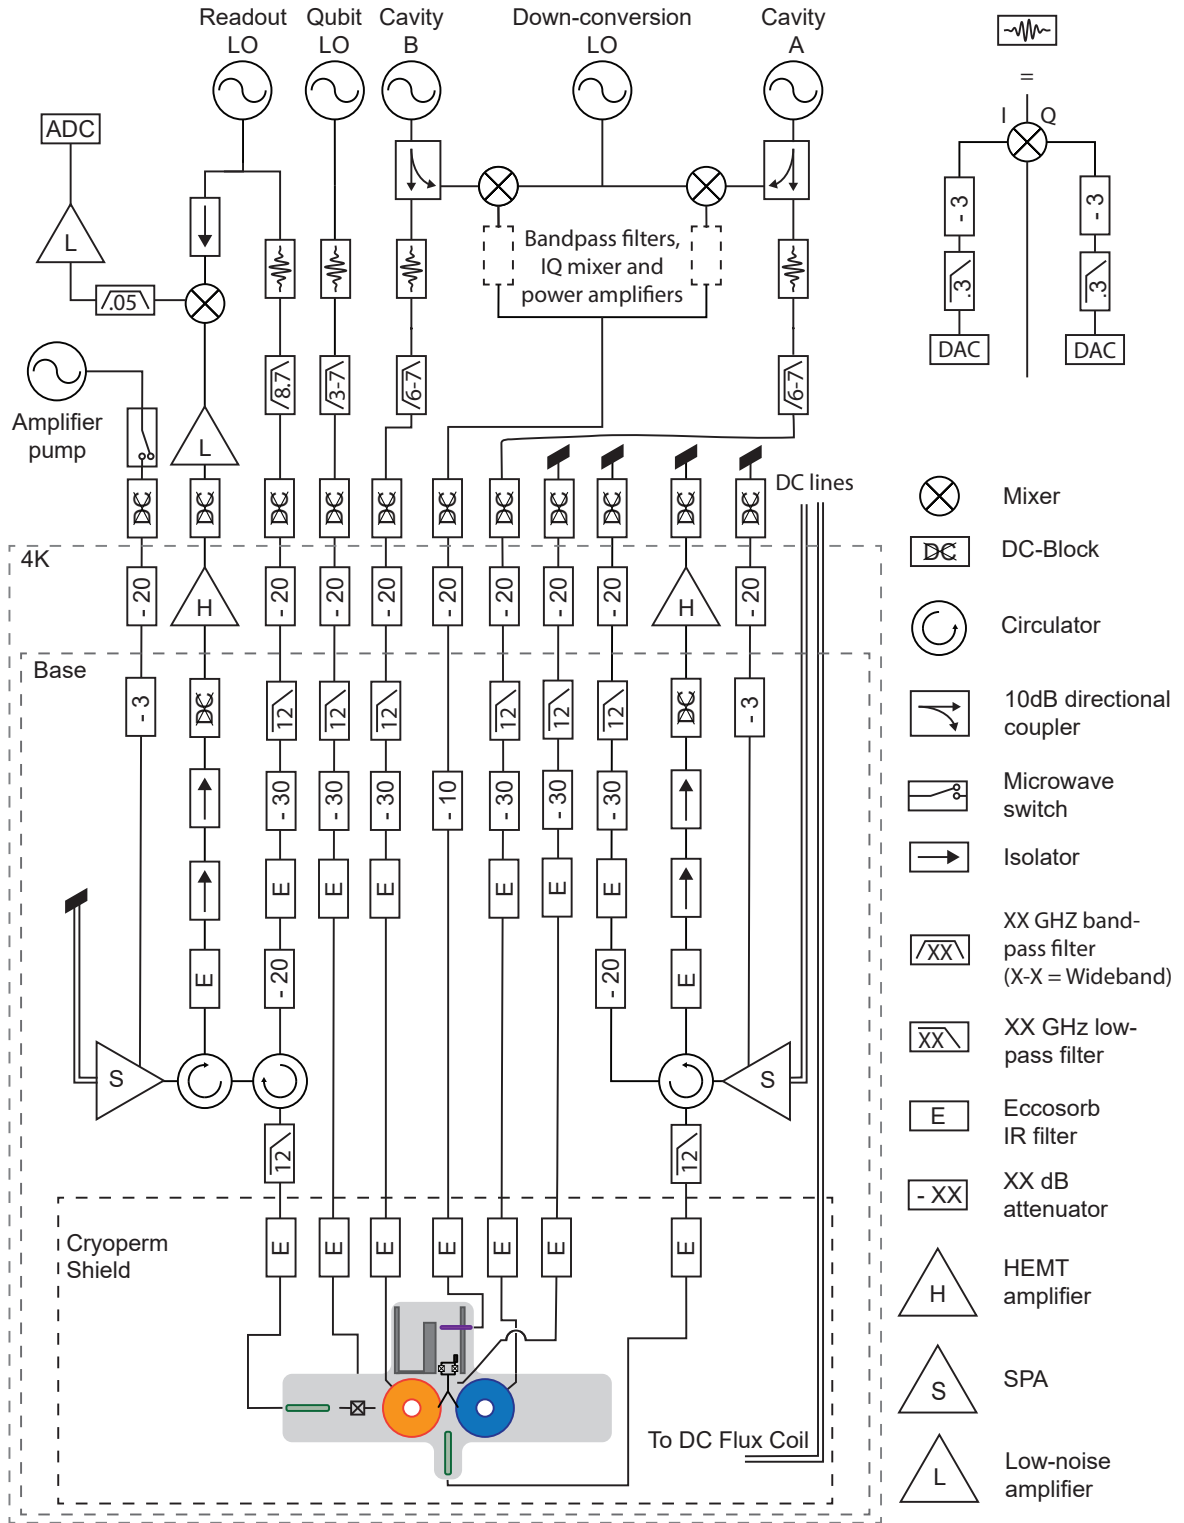 Readout
LO
Qubit
LO
Cavity
B
Down-conversion
LO
Cavity
A
=
I
Q
- 3
- 3
.3
.3
DAC
DAC
ADC
L
.05
Bandpass filters,
IQ mixer and
power amplifiers
Amplifier
pump
L
8.7
3-7
6-7
6-7
DC lines
DC
DC
DC
DC
DC
DC
DC
DC
DC
DC
DC
4K
- 20
H
- 20
- 20
- 20
- 20
- 20
- 20
- 20
H
- 20
Base
- 3
DC
12
12
12
12
12
12
DC
- 3
- 30
- 30
- 30
- 10
- 30
- 30
- 30
E
E
E
E
E
E
- 20
- 20
E
S
S
12
12
Cryoperm
Shield
E
E
E
E
E
E
E
To DC Flux Coil
Mixer
DC
DC-Block
Circulator
10dB directional
coupler
Microwave
switch
Isolator
XX
XX GHZ band-
pass filter
(X-X = Wideband)
XX
XX GHz low-
pass filter
E
Eccosorb
IR filter
- XX
XX dB
attenuator
H
HEMT
amplifier
S
SPA
L
Low-noise
amplifier